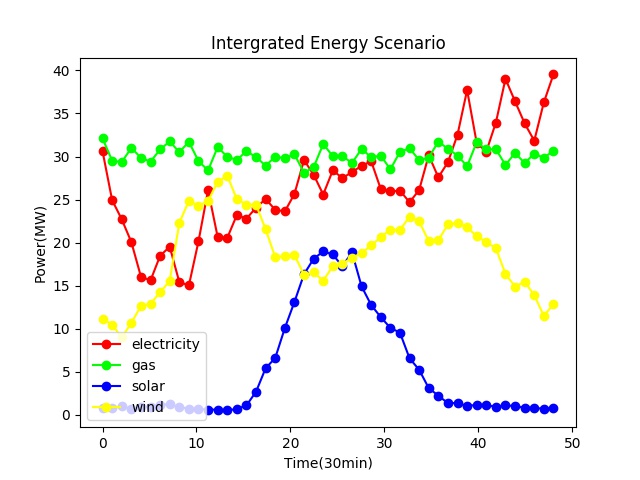 Intergrated Energy Scenario
Power(MW)
40
35
30
25
20
15
10
5
0
electricity
gas
solar
wind
0 10 20 30 40 50
Time(30min)